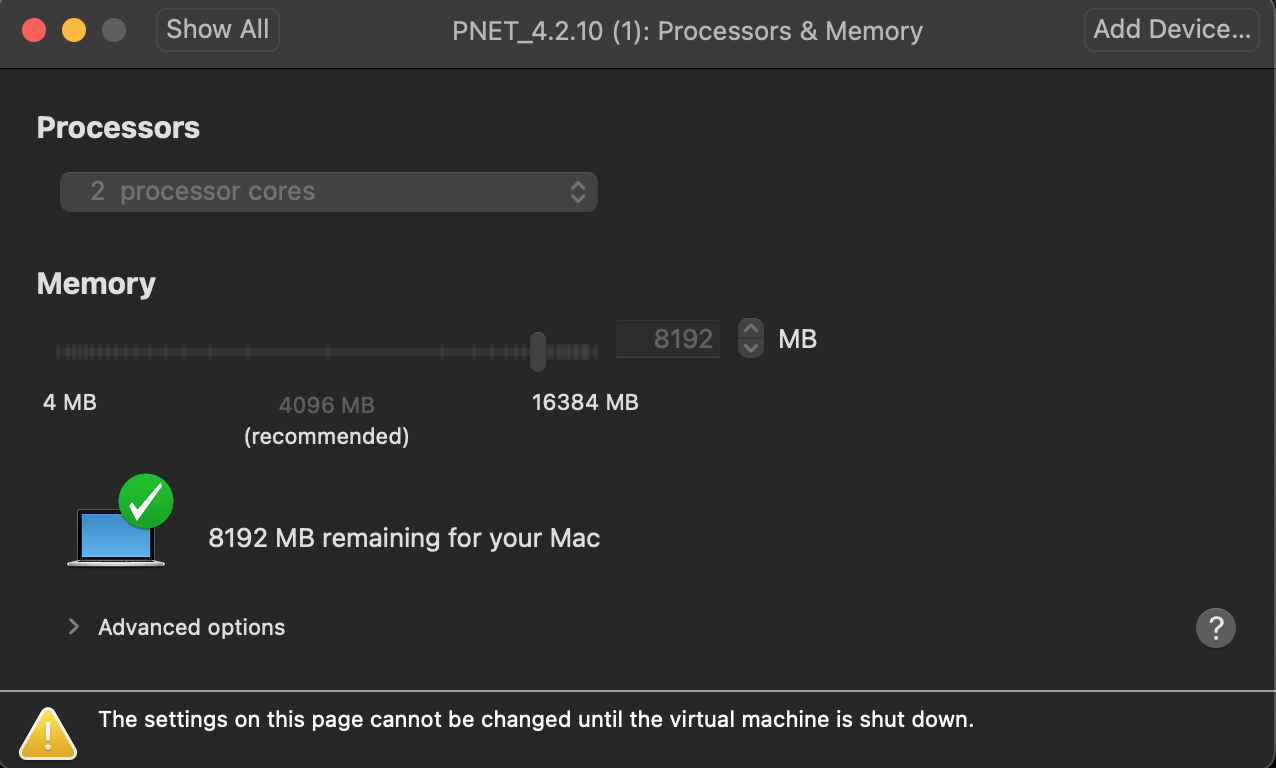 Show All
PNET_4.2.10 (1): Processors & Memory
Add Device...
Processors
2 processor cores
Memory
8192 MB
4 MB
4096 MB
(recommended)
16384 MB
8192 MB remaining for your Mac
Advanced options
?
The settings on this page cannot be changed until the virtual machine is shut down.